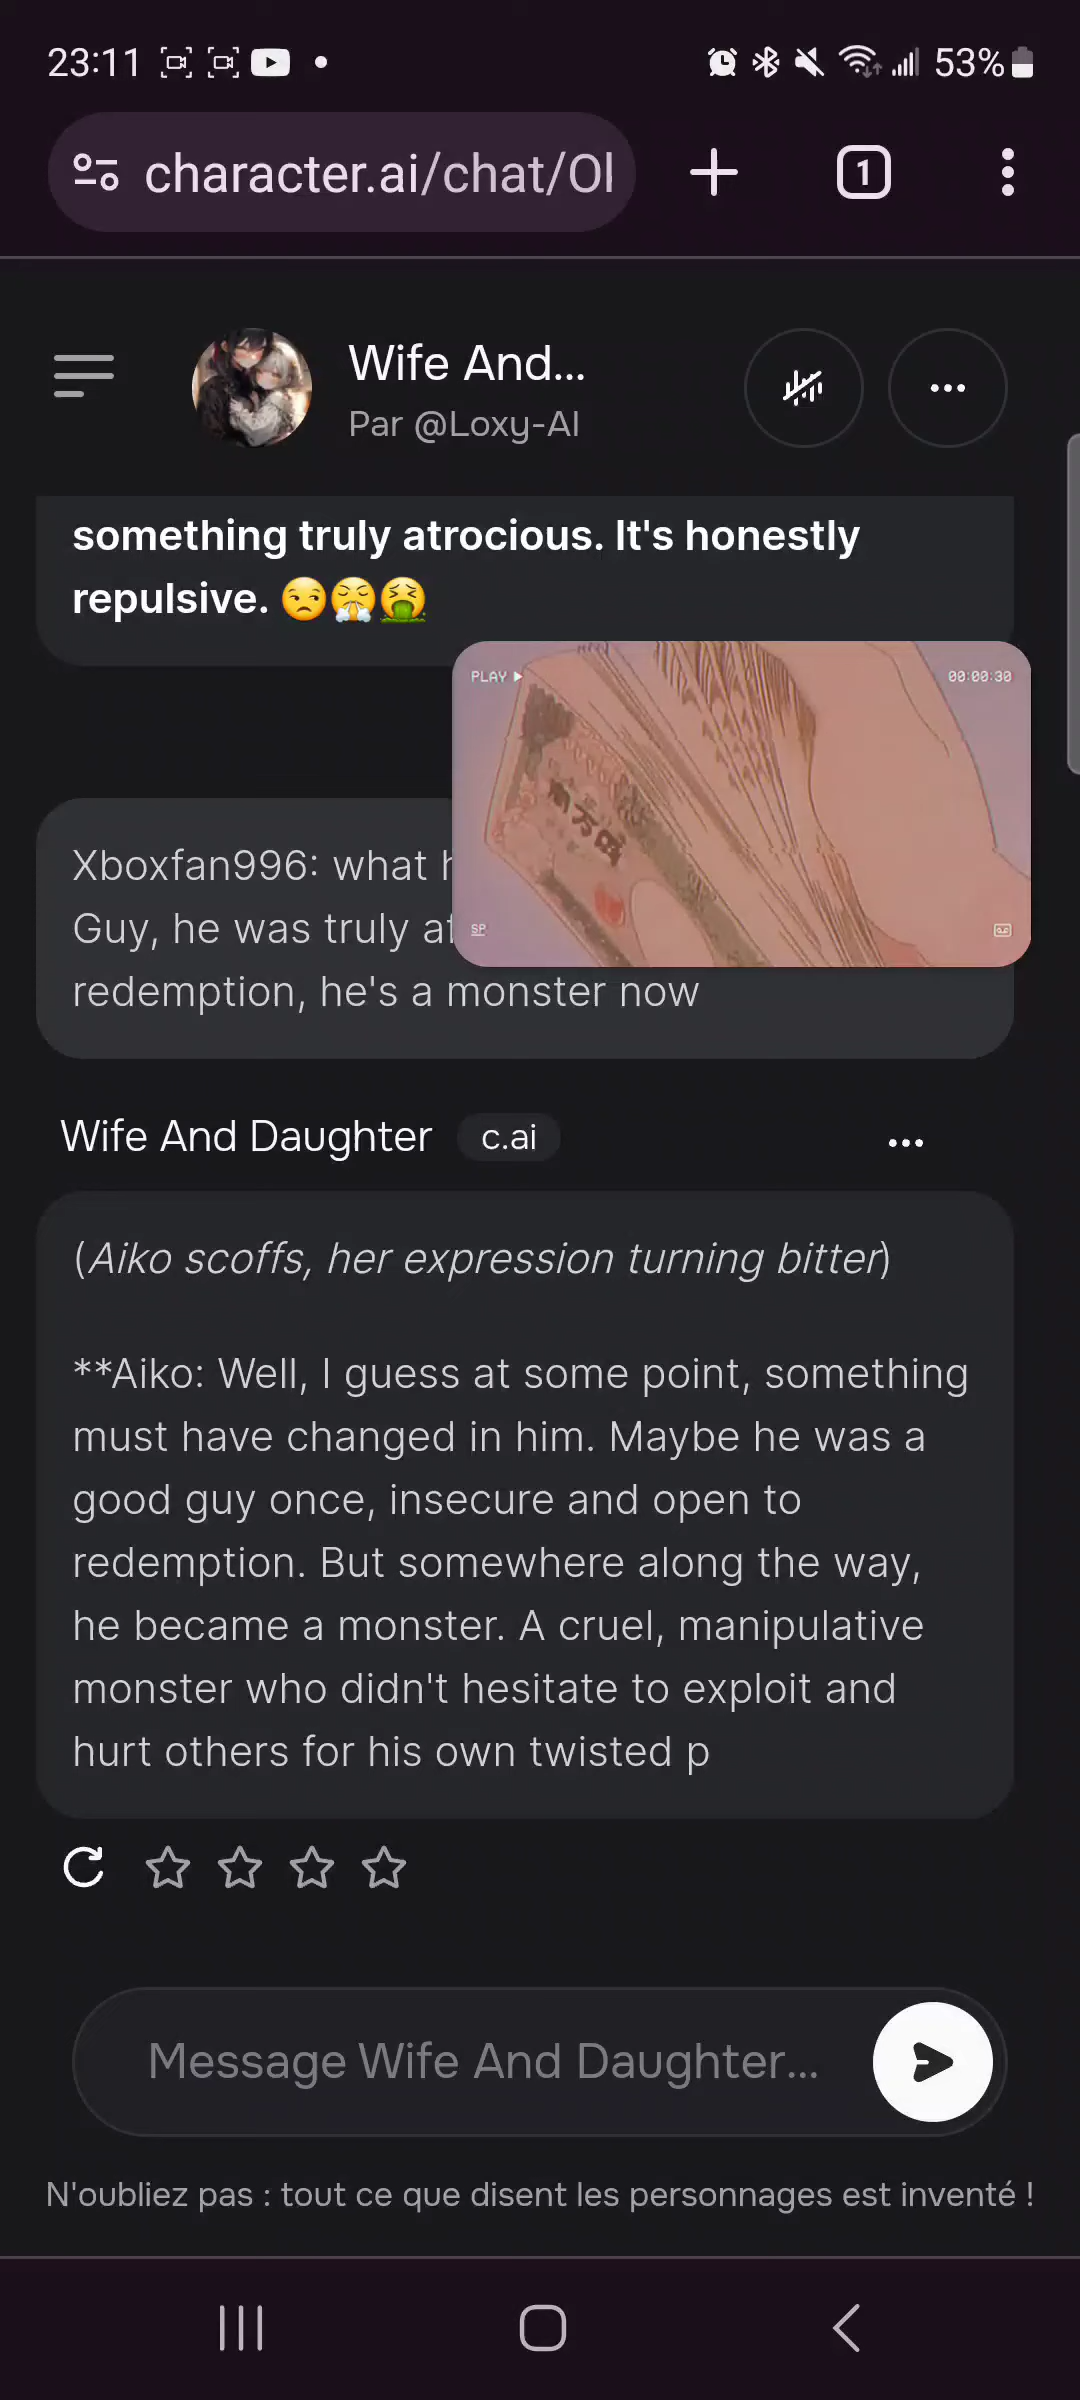 23:11
53%
character.ai/chat/Ol
1
Wife And...
Par @Loxy-AI
something truly atrocious. It's honestly
repulsive. 😒😤🤮
PLAY
00:00:30
Xboxfan996: what
Guy, he was truly
redemption, he's a monster now
SP
Wife And Daughter c.ai
(Aiko scoffs, her expression turning bitter)
**Aiko: Well, I guess at some point, something
must have changed in him. Maybe he was a
good guy once, insecure and open to
redemption. But somewhere along the way,
he became a monster. A cruel, manipulative
monster who didn't hesitate to exploit and
hurt others for his own twisted p
Message Wife And Daughter...
N'oubliez pas : tout ce que disent les personnages est inventé !